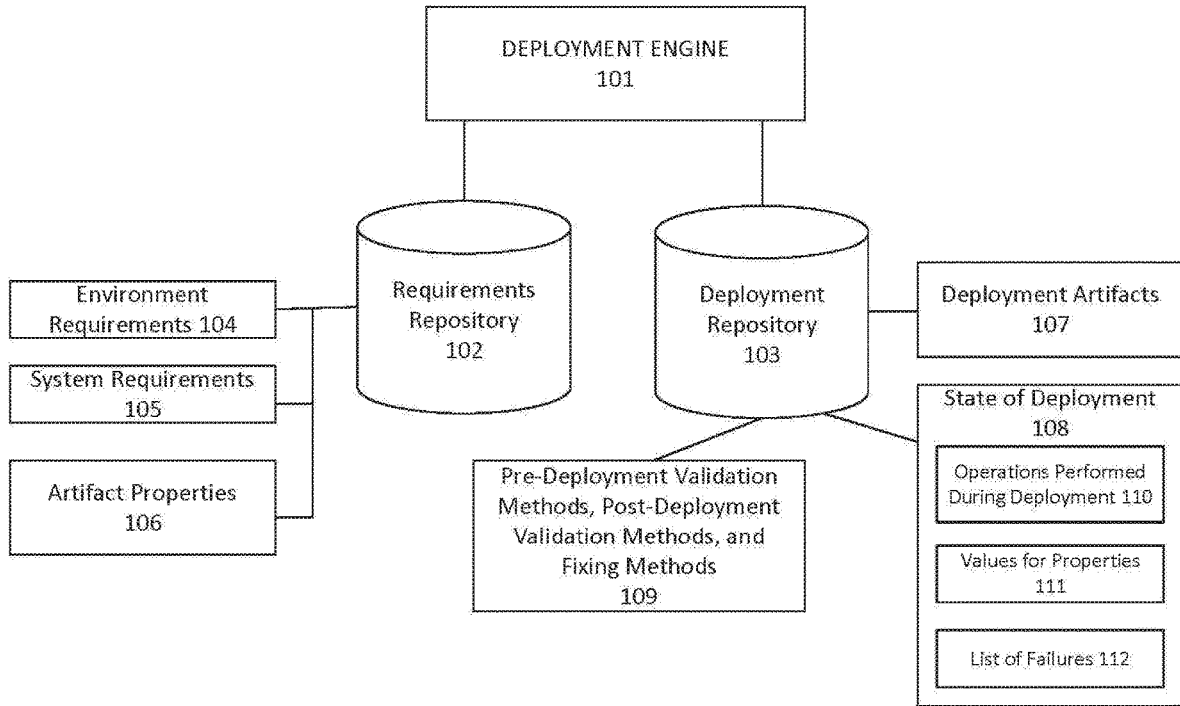 DEPLOYMENT ENGINE
101
Requirements
Repository
102
Deployment
Repository
103
Environment
Requirements 104
System Requirements
105
Artifact Properties
106
Deployment Artifacts
107
State of Deployment
108
Operations Performed
During Deployment 110
Values for Properties
111
List of Failures 112
Pre-Deployment Validation
Methods, Post-Deployment
Validation Methods, and
Fixing Methods
109